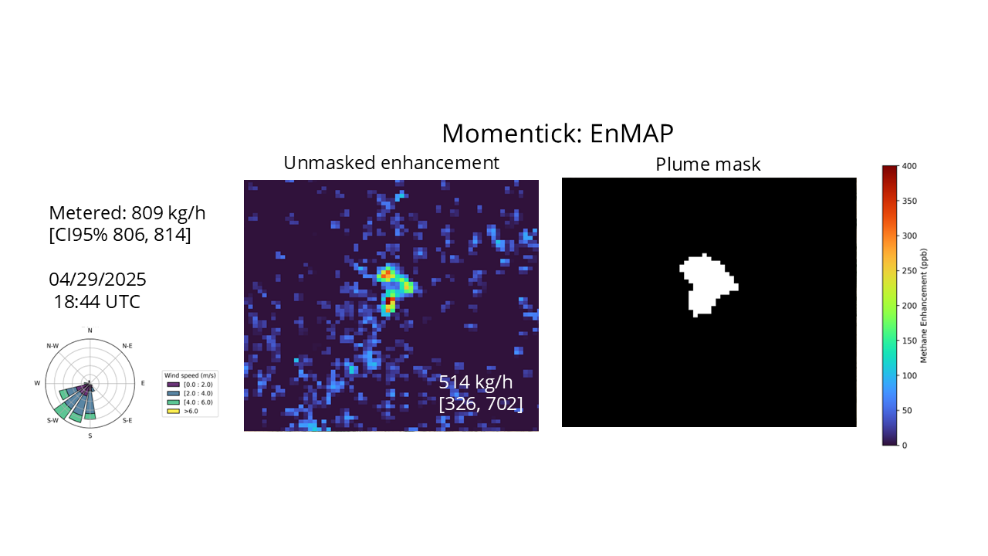 Momentick: EnMAP
Unmasked enhancement
Plume mask
Metered: 809 kg/h
[CI95% 806, 814]
04/29/2025
18:44 UTC
N
N-W
N-E
W
E
S-W
S-E
S
Wind speed (m/s)
[0.0 : 2.0)
[2.0 : 4.0)
[4.0 : 6.0)
>6.0
514 kg/h
[326, 702]
400
350
300
250
200
150
100
50
0
Methane Enhancement (ppb)